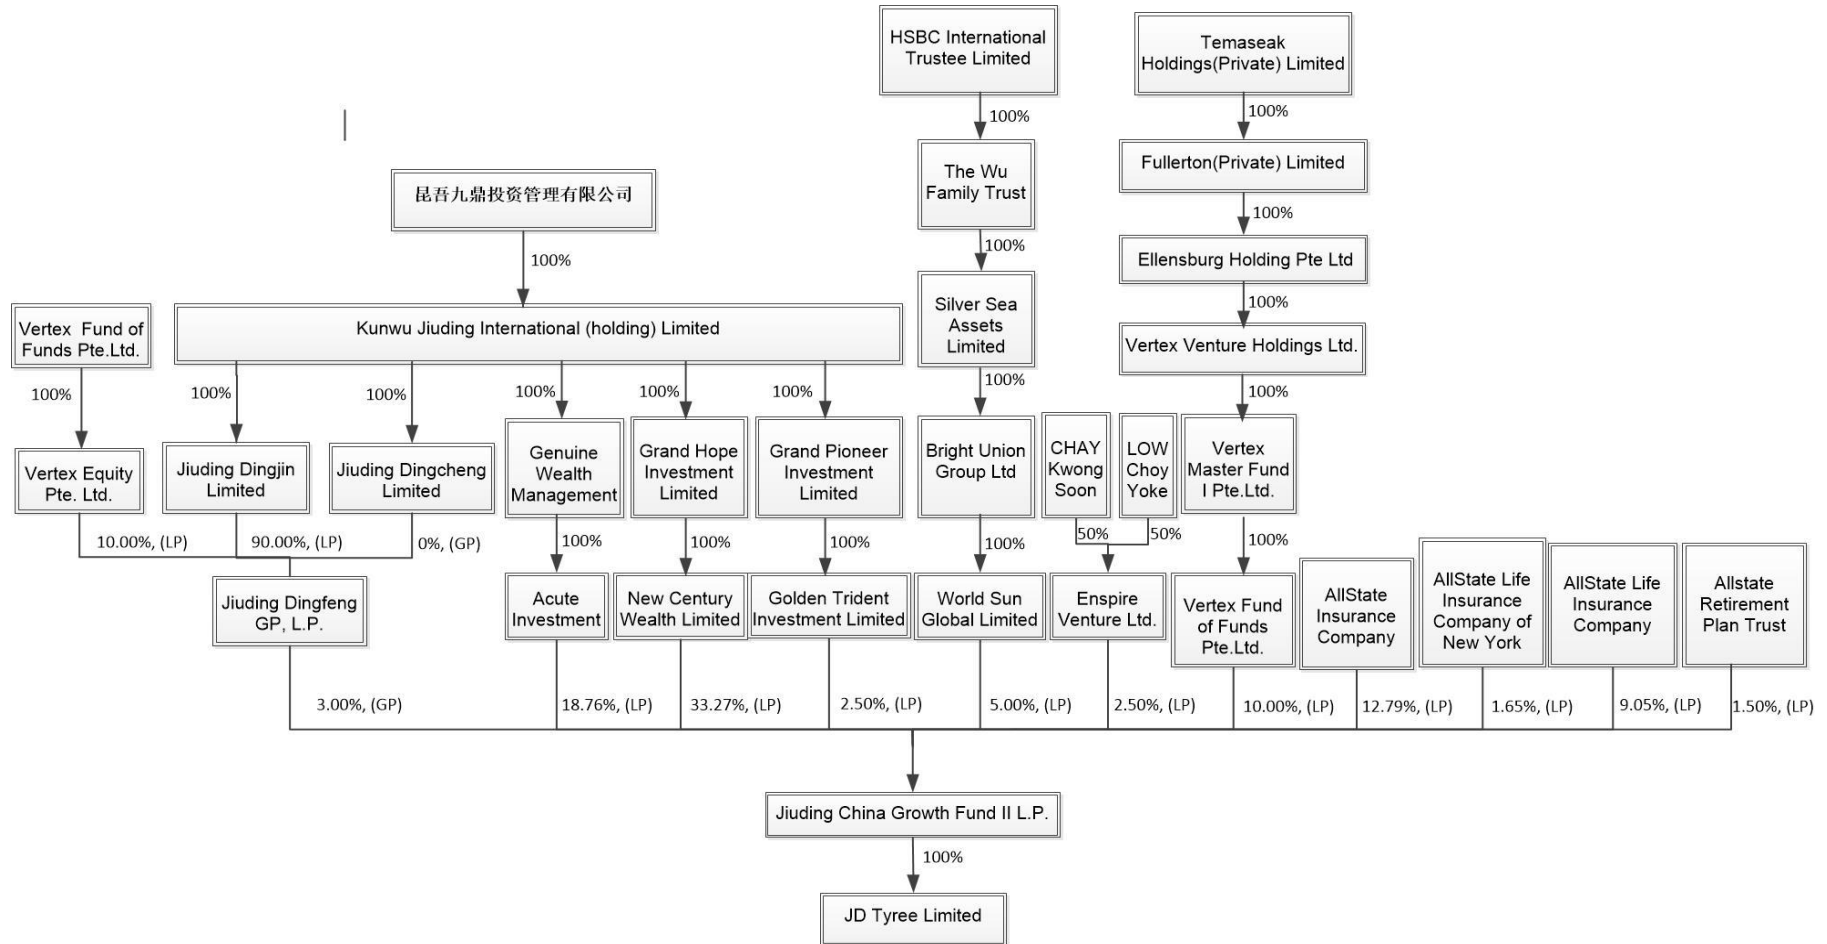 HSBC International
Trustee Limited
Temaseak
Holdings(Private) Limited
100%
100%
The Wu
Family Trust
Fullerton(Private) Limited
昆吾九鼎投资管理有限公司
100%
100%
100%
Ellensburg Holding Pte Ltd
100%
Vertex  Fund of
Funds Pte.Ltd.
Kunwu Jiuding International (holding) Limited
Silver Sea
Assets
Limited
Vertex Venture Holdings Ltd.
100%
100%
100%
100%
100%
100%
100%
100%
Vertex Equity
Pte. Ltd.
Jiuding Dingjin
Limited
Jiuding Dingcheng
Limited
Genuine
Wealth
Management
Grand Hope
Investment
Limited
Grand Pioneer
Investment
Limited
Bright Union
Group Ltd
CHAY
Kwong
Soon
LOW
Choy
Yoke
Vertex
Master Fund
I Pte.Ltd.
10.00%, (LP)
90.00%, (LP)
0%, (GP)
100%
100%
100%
100%
50%
50%
100%
Jiuding Dingfeng
GP, L.P.
Acute
Investment
New Century
Wealth Limited
Golden Trident
Investment Limited
World Sun
Global Limited
Enspire
Venture Ltd.
Vertex Fund
of Funds
Pte.Ltd.
AllState
Insurance
Company
AllState Life
Insurance
Company of
New York
AllState Life
Insurance
Company
Allstate
Retirement
Plan Trust
3.00%, (GP)
18.76%, (LP)
33.27%, (LP)
2.50%, (LP)
5.00%, (LP)
2.50%, (LP)
10.00%, (LP)
12.79%, (LP)
1.65%, (LP)
9.05%, (LP)
1.50%, (LP)
Jiuding China Growth Fund II L.P.
100%
JD Tyree Limited